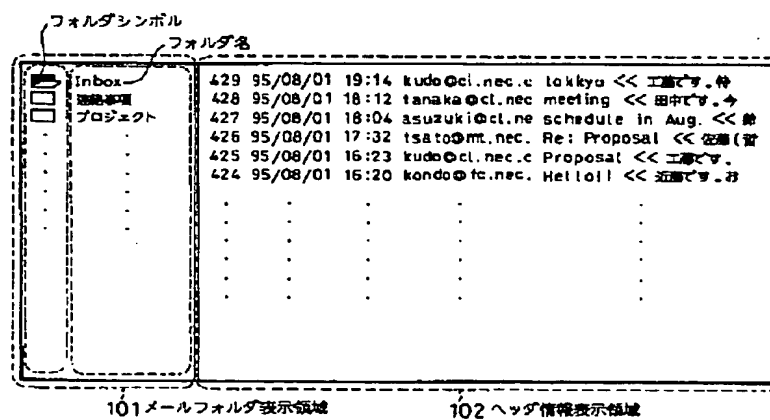 フォルダシンボル
フォルダ名
Inbox
連絡事項
プロジェクト
429 95/08/01 19:14 kudo@cl.nec.c tokkyo << 工藤です.特
428 95/08/01 18:12 tanaka@cl.nec meeting << 田中です.今
427 95/08/01 18:04 asuzuki@cl.ne schedule in Aug. << 鈴
426 95/08/01 17:32 tsato@mt.nec. Re: Proposal << 佐藤(哲
425 95/08/01 16:23 kudo@cl.nec.c Proposal << 工藤です.
424 95/08/01 16:20 kondo@fc.nec. Hello!! << 近藤です.お
101 メールフォルダ表示領域
102 ヘッダ情報表示領域